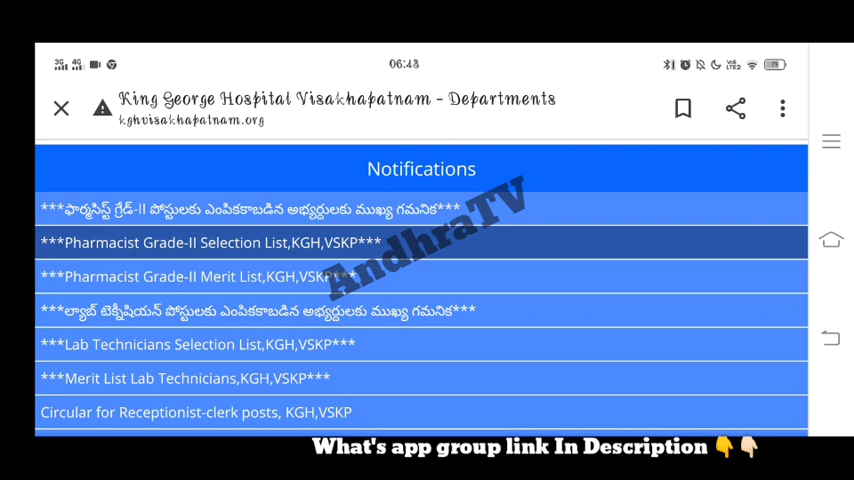 3G 4G 06:43
King George Hospital Visakhapatnam - Departments
kghvisakhapatnam.org
Notifications
***ఫార్మసిస్ట్ గ్రేడ్-II పోస్టులకు ఎంపికకాబడిన అభ్యర్ధులకు ముఖ్య గమనిక***
***Pharmacist Grade-II Selection List,KGH,VSKP***
***Pharmacist Grade-II Merit List,KGH,VSKP***
***ల్యాబ్ టెక్నీషియన్ పోస్టులకు ఎంపికకాబడిన అభ్యర్ధులకు ముఖ్య గమనిక***
***Lab Technicians Selection List,KGH,VSKP***
***Merit List Lab Technicians,KGH,VSKP***
Circular for Receptionist-clerk posts, KGH,VSKP
AndhraTV
What's app group link In Description 👇👇🏻